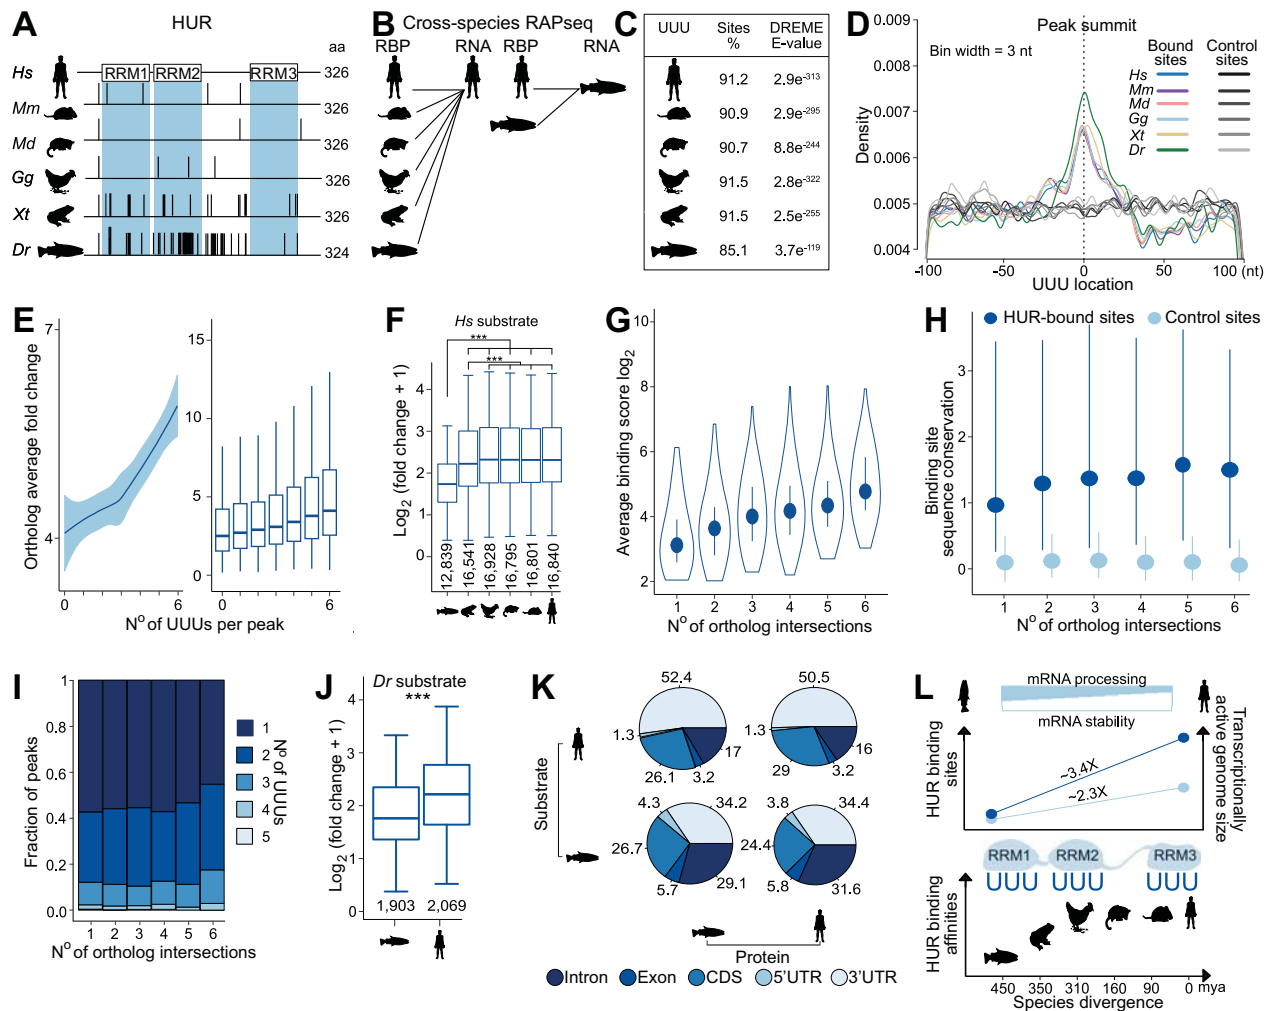 A
HUR
aa
Hs
RRM1
RRM2
RRM3
326
Mm
326
Md
326
Gg
326
Xt
326
Dr
324
B
Cross-species RAPseq
RBP
RNA
RBP
RNA
C
UUU
Sites %
DREME E-value
91.2
2.9e-313
90.9
2.9e-295
90.7
8.8e-244
91.5
2.8e-322
91.5
2.5e-255
85.1
3.7e-119
D
Peak summit
Bin width = 3 nt
Bound sites
Control sites
Hs
Mm
Md
Gg
Xt
Dr
Density
0.009
0.008
0.007
0.006
0.005
0.004
-100
-50
0
50
100 (nt)
UUU location
E
Ortholog average fold change
7
4
0
6
15
10
5
0
0
6
Nº of UUUs per peak
F
Hs substrate
***
***
Log2 (fold change + 1)
4
3
2
1
0
12,839
16,541
16,928
16,795
16,801
16,840
G
Average binding score log2
10
8
6
4
2
1 2 3 4 5 6
Nº of ortholog intersections
H
HUR-bound sites
Control sites
Binding site
sequence conservation
3
2
1
0
1 2 3 4 5 6
Nº of ortholog intersections
I
Fraction of peaks
1
0.8
0.6
0.4
0.2
0.0
1 2 3 4 5 6
Nº of ortholog intersections
1
2
3
4
5
Nº of UUUs
J
Dr substrate
***
Log2 (fold change + 1)
4
3
2
1
0
1,903
2,069
K
52.4
1.3
17
26.1
3.2
50.5
1.3
16
29
3.2
Substrate
4.3
34.2
26.7
5.7
29.1
3.8
34.4
24.4
5.8
31.6
Protein
Intron
Exon
CDS
5'UTR
3'UTR
L
mRNA processing
mRNA stability
HUR binding
sites
Transcriptionally
active genome size
~3.4X
~2.3X
RRM1
RRM2
RRM3
UUU
UUU
UUU
HUR binding
affinities
450 350 310 160 90 0 mya
Species divergence